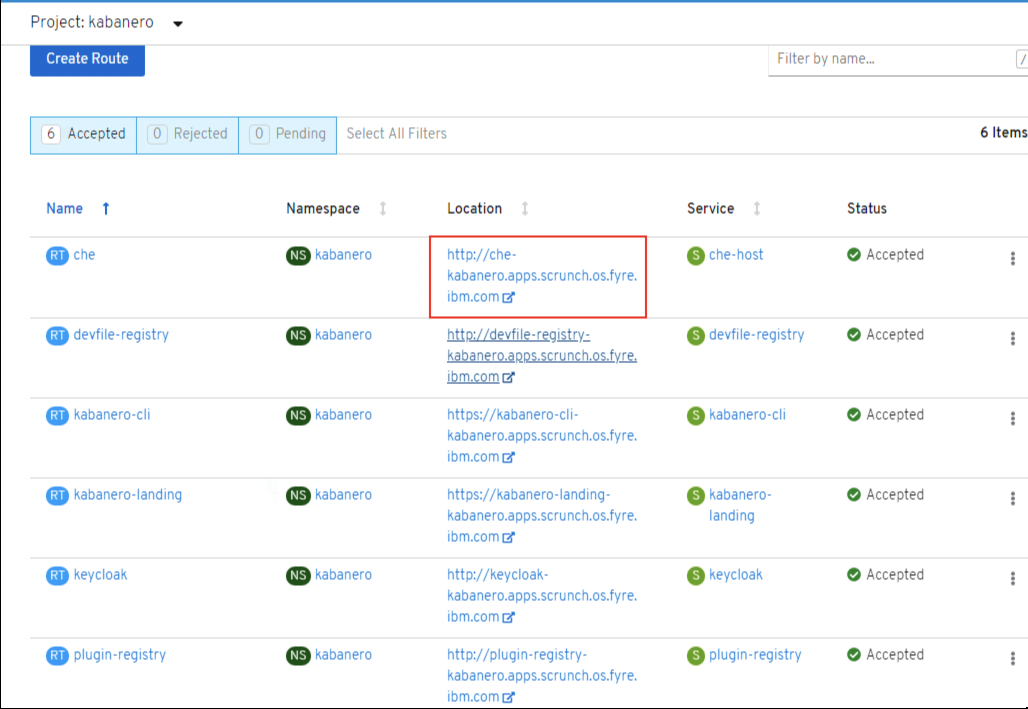 Project: kabanero
Create Route
Filter by name...
/
6 Accepted 0 Rejected 0 Pending Select All Filters
6 Items
Name Namespace Location Service Status
RT che NS kabanero http://che- S che-host Accepted
kabanero.apps.scrunch.os.fyre.
ibm.com
RT devfile-registry NS kabanero http://devfile-registry- S devfile-registry Accepted
kabanero.apps.scrunch.os.fyre.
ibm.com
RT kabanero-cli NS kabanero https://kabanero-cli- S kabanero-cli Accepted
kabanero.apps.scrunch.os.fyre.
ibm.com
RT kabanero-landing NS kabanero https://kabanero-landing- S kabanero- Accepted
kabanero.apps.scrunch.os.fyre. landing
ibm.com
RT keycloak NS kabanero http://keycloak- S keycloak Accepted
kabanero.apps.scrunch.os.fyre.
ibm.com
RT plugin-registry NS kabanero http://plugin-registry- S plugin-registry Accepted
kabanero.apps.scrunch.os.fyre.
ibm.com